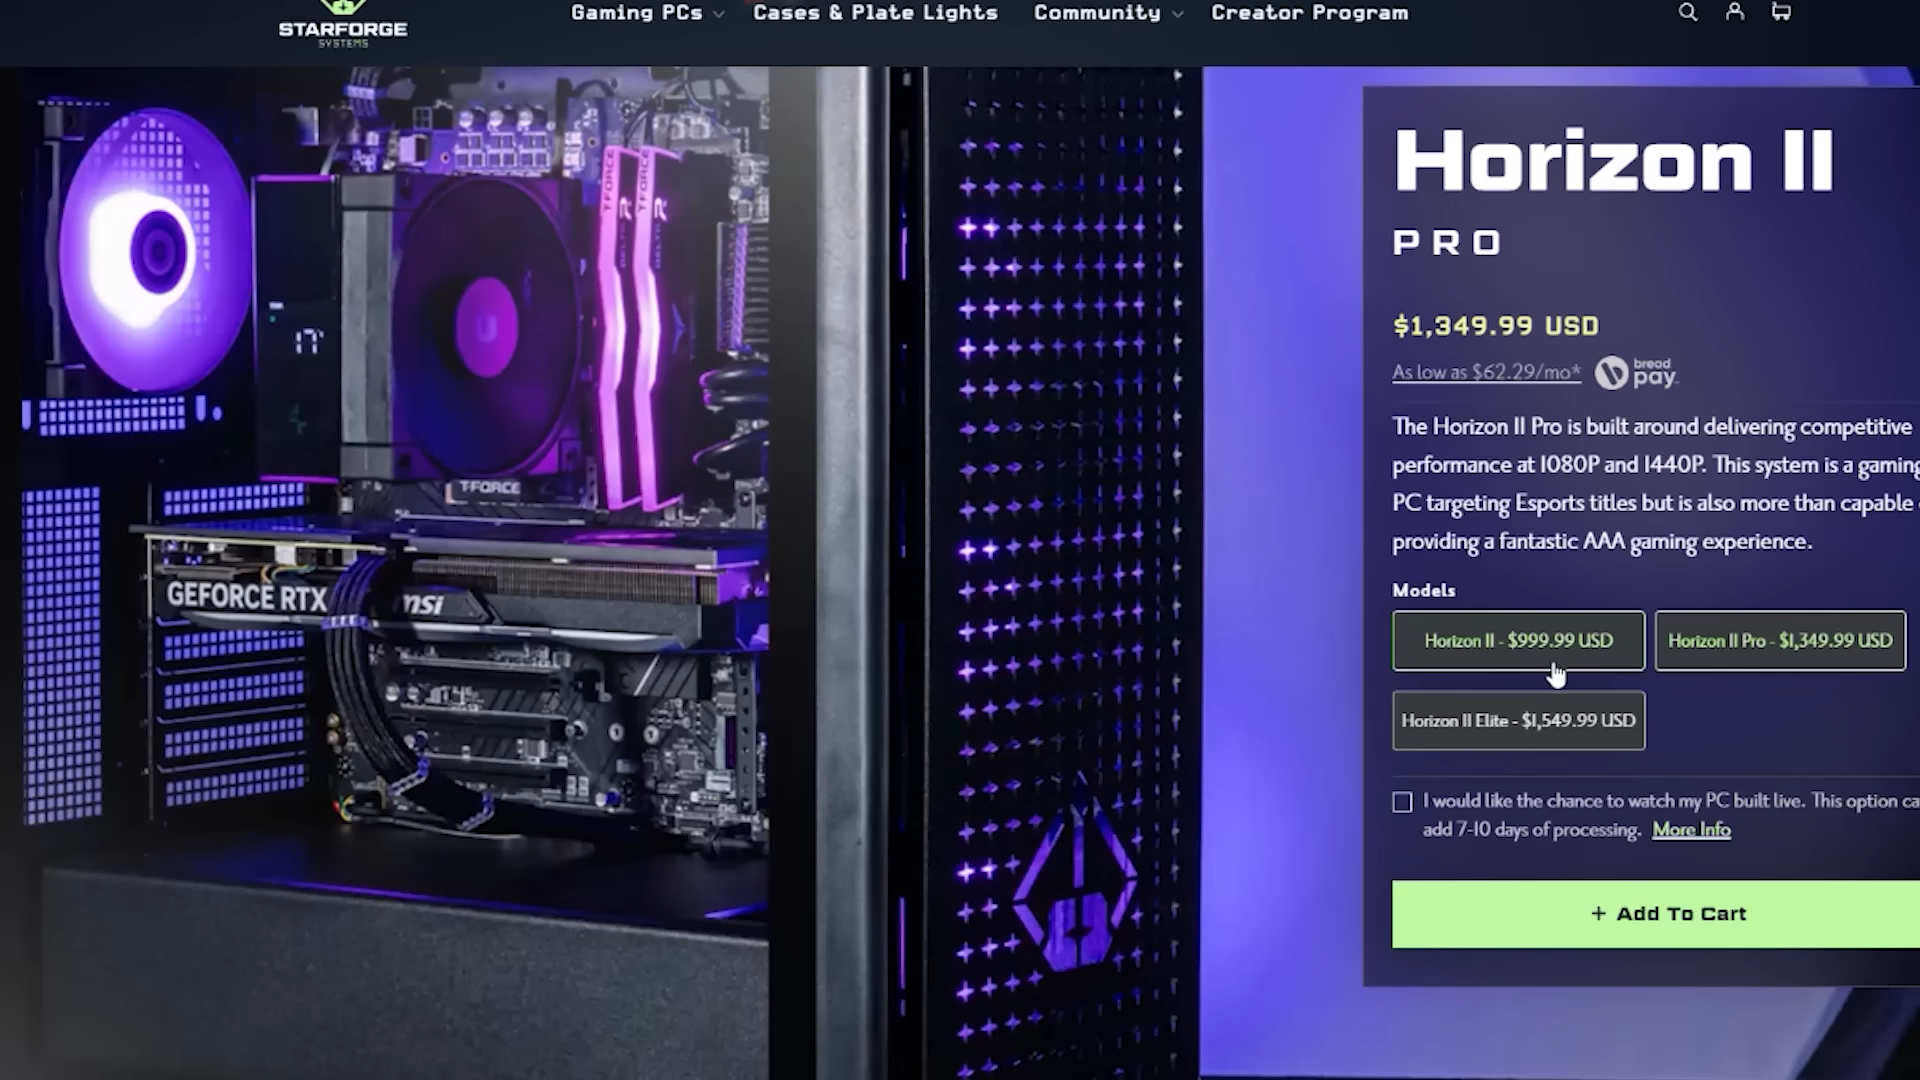 STARFORGE
SYSTEMS
Gaming PCs
Cases & Plate Lights
Community
Creator Program
TFORCE
TFORCE
17
TFORCE
GEFORCE RTX
msi
Horizon II
PRO
$1,349.99 USD
As low as $62.29/mo*
bread
pay
The Horizon II Pro is built around delivering competitive
performance at 1080P and 1440P. This system is a gaming
PC targeting Esports titles but is also more than capable
providing a fantastic AAA gaming experience.
Models
Horizon II - $999.99 USD
Horizon II Pro - $1,349.99 USD
Horizon II Elite - $1,549.99 USD
I would like the chance to watch my PC built live. This option ca
add 7-10 days of processing. More Info
+ Add To Cart